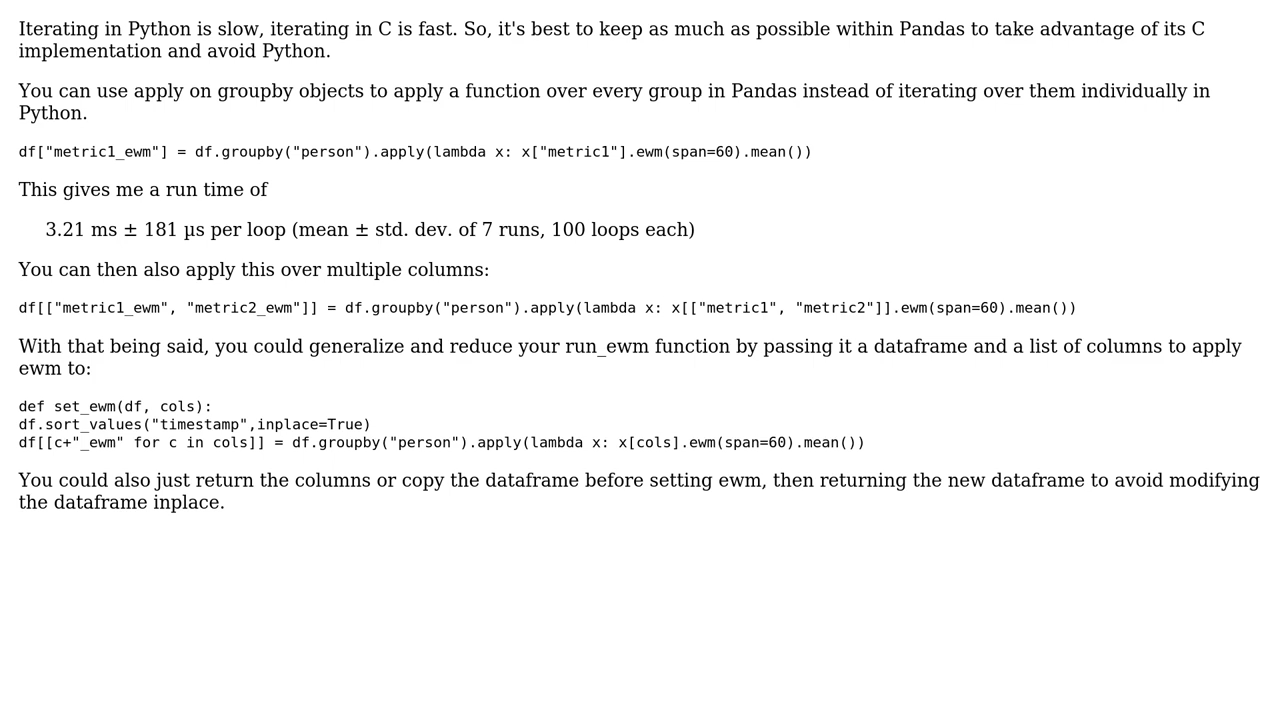 Iterating in Python is slow, iterating in C is fast. So, it's best to keep as much as possible within Pandas to take advantage of its C
implementation and avoid Python.
You can use apply on groupby objects to apply a function over every group in Pandas instead of iterating over them individually in
Python.
df["metric1_ewm"] = df.groupby("person").apply(lambda x: x["metric1"].ewm(span=60).mean())
This gives me a run time of
3.21 ms ± 181 µs per loop (mean ± std. dev. of 7 runs, 100 loops each)
You can then also apply this over multiple columns:
df[["metric1_ewm", "metric2_ewm"]] = df.groupby("person").apply(lambda x: x[["metric1", "metric2"]].ewm(span=60).mean())
With that being said, you could generalize and reduce your run_ewm function by passing it a dataframe and a list of columns to apply
ewm to:
def set_ewm(df, cols):
df.sort_values("timestamp",inplace=True)
df[[c+"_ewm" for c in cols]] = df.groupby("person").apply(lambda x: x[cols].ewm(span=60).mean())
You could also just return the columns or copy the dataframe before setting ewm, then returning the new dataframe to avoid modifying
the dataframe inplace.